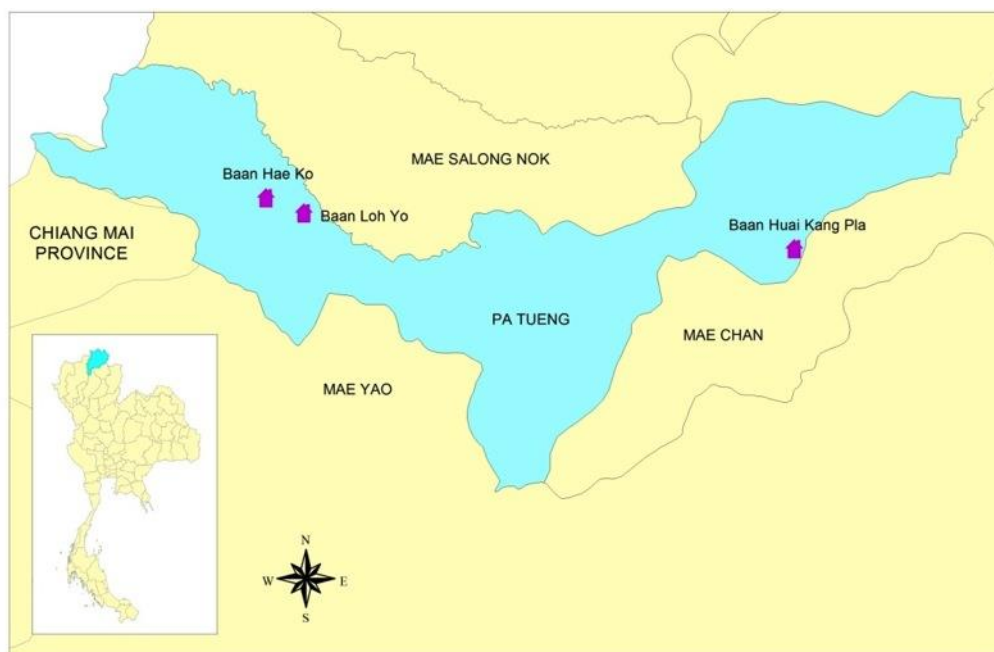 MAE SALONG NOK
Baan Hae Ko
Baan Loh Yo
Baan Huai Kang Pla
CHIANG MAI
PROVINCE
PA TUENG
MAE CHAN
MAE YAO
N
W
E
S